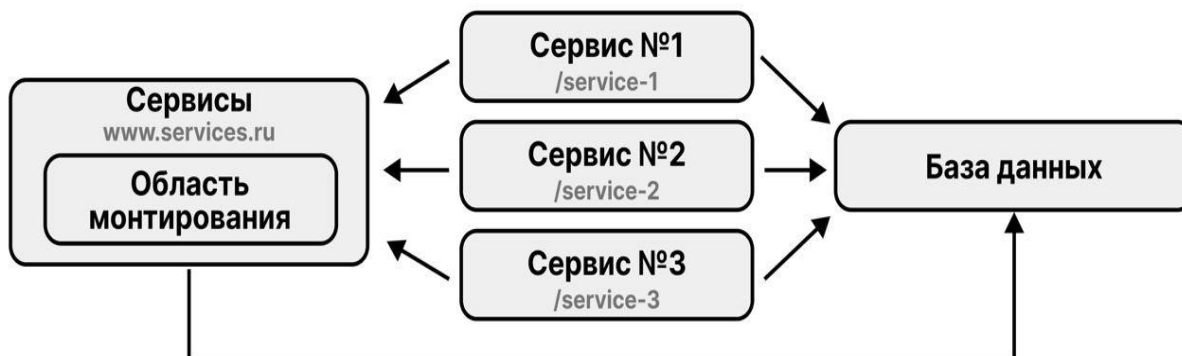 Сервисы
www.services.ru
Область
монтирования
Сервис №1
/service-1
Сервис №2
/service-2
Сервис №3
/service-3
База данных